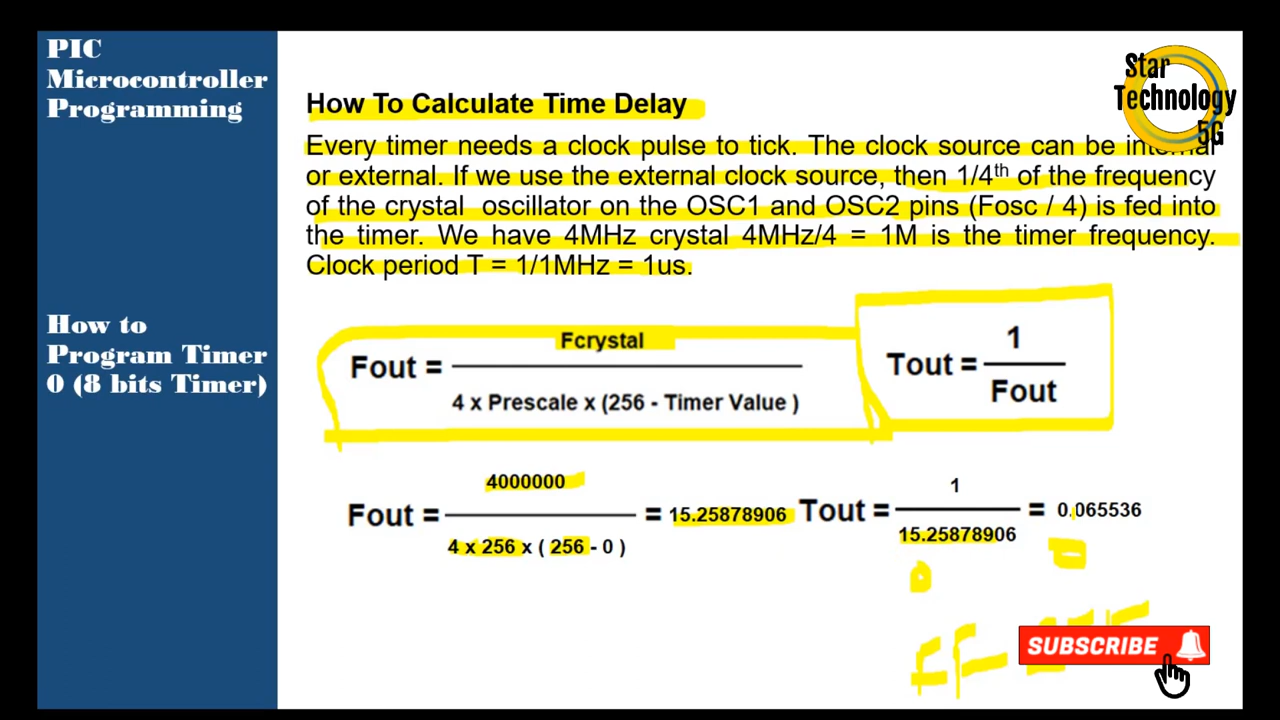 PIC
Microcontroller
Programming
How to
Program Timer
0 (8 bits Timer)
Star
Technology
5G
How To Calculate Time Delay
Every timer needs a clock pulse to tick. The clock source can be internal
or external. If we use the external clock source, then 1/4th of the frequency
of the crystal oscillator on the OSC1 and OSC2 pins (Fosc / 4) is fed into
the timer. We have 4MHz crystal 4MHz/4 = 1M is the timer frequency.
Clock period T = 1/1MHz = 1us.
Fout = Fcrystal
4 x Prescale x (256 - Timer Value )
Tout = 1
Fout
Fout = 4000000
4 x 256 x ( 256 - 0 )
= 15.25878906
Tout = 1
15.25878906
= 0.065536
FF
SUBSCRIBE